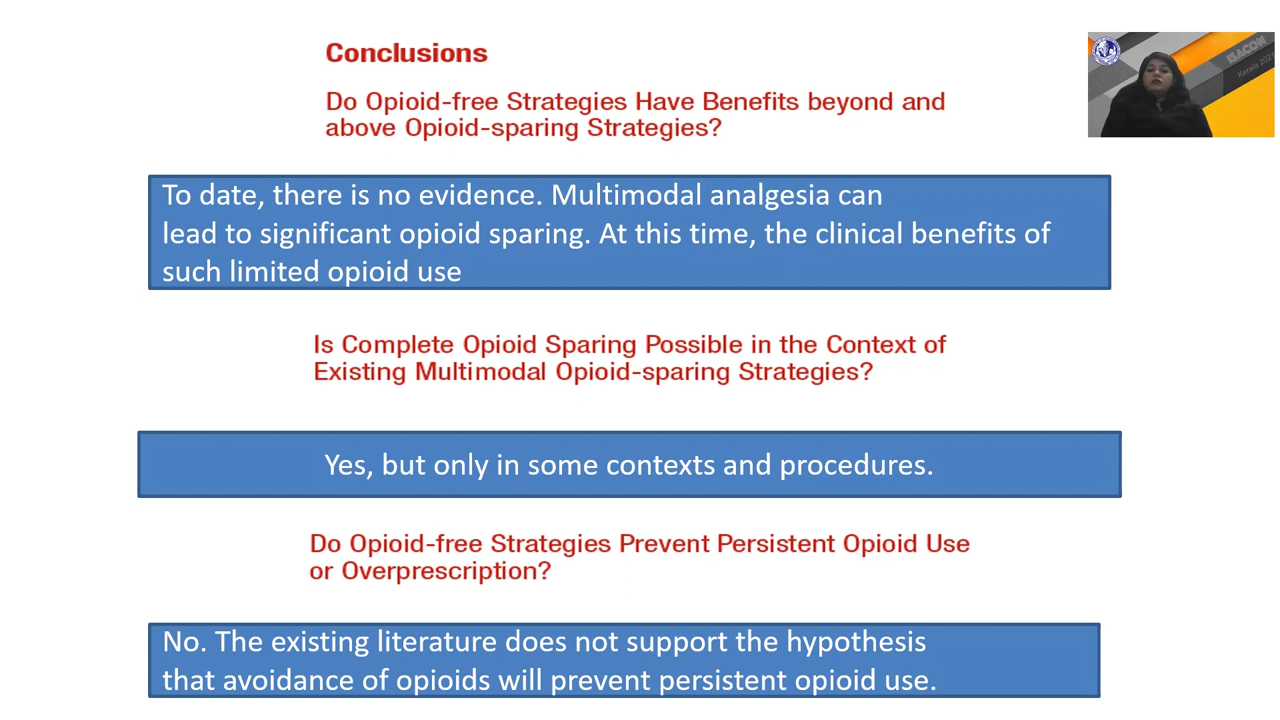 Conclusions
Do Opioid-free Strategies Have Benefits beyond and
above Opioid-sparing Strategies?
To date, there is no evidence. Multimodal analgesia can
lead to significant opioid sparing. At this time, the clinical benefits of
such limited opioid use
Is Complete Opioid Sparing Possible in the Context of
Existing Multimodal Opioid-sparing Strategies?
Yes, but only in some contexts and procedures.
Do Opioid-free Strategies Prevent Persistent Opioid Use
or Overprescription?
No. The existing literature does not support the hypothesis
that avoidance of opioids will prevent persistent opioid use.
ISACON
Kerala 2021